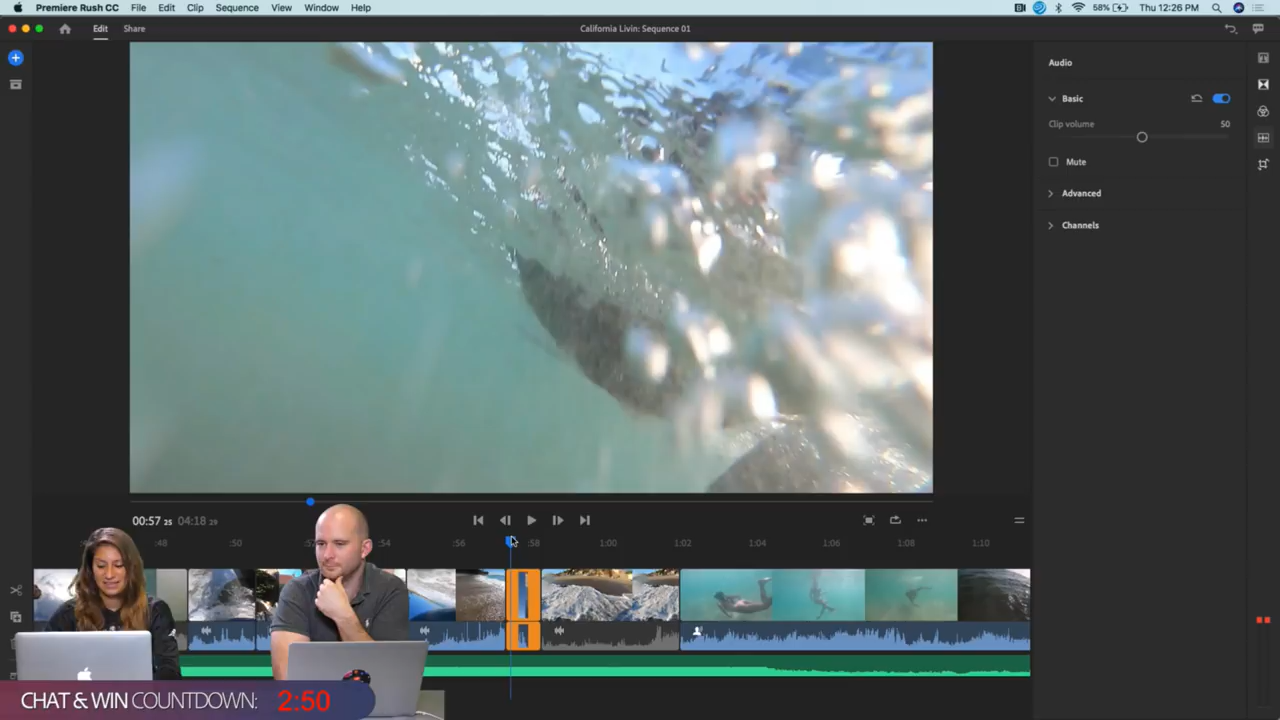 Premiere Rush CC File Edit Clip Sequence View Window Help 58% Thu 12:26 PM
Edit Share California Livin: Sequence 01
Audio
Basic
Clip volume 50
Mute
Advanced
Channels
00:57 25 04:18 29
:48 :50 :56 :58 1:00 1:02 1:04 1:06 1:08 1:10
CHAT & WIN COUNTDOWN: 2:50